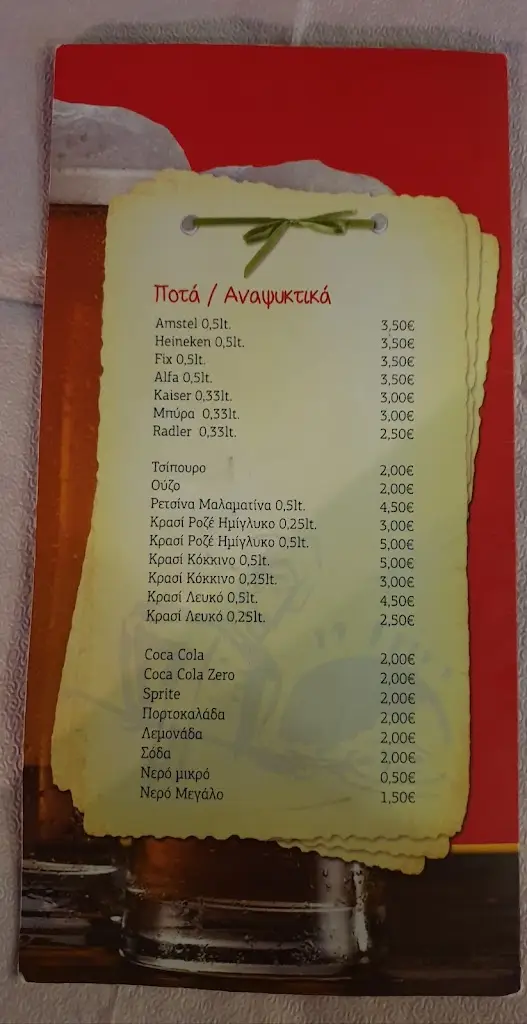 Ποτά / Αναψυκτικά
Amstel 0,5lt. 3,50€
Heineken 0,5lt. 3,50€
Fix 0,5lt. 3,50€
Alfa 0,5lt. 3,50€
Kaiser 0,33lt. 3,00€
Μπύρα 0,33lt. 3,00€
Radler 0,33lt. 2,50€
Τσίπουρο 2,00€
Ούζο 2,00€
Ρετσίνα Μαλαματίνα 0,5lt. 4,50€
Κρασί Ροζέ Ημίγλυκο 0,25lt. 3,00€
Κρασί Ροζέ Ημίγλυκο 0,5lt. 5,00€
Κρασί Κόκκινο 0,5lt. 5,00€
Κρασί Κόκκινο 0,25lt. 3,00€
Κρασί Λευκό 0,5lt. 4,50€
Κρασί Λευκό 0,25lt. 2,50€
Coca Cola 2,00€
Coca Cola Zero 2,00€
Sprite 2,00€
Πορτοκαλάδα 2,00€
Λεμονάδα 2,00€
Σόδα 2,00€
Νερό μικρό 0,50€
Νερό Μεγάλο 1,50€